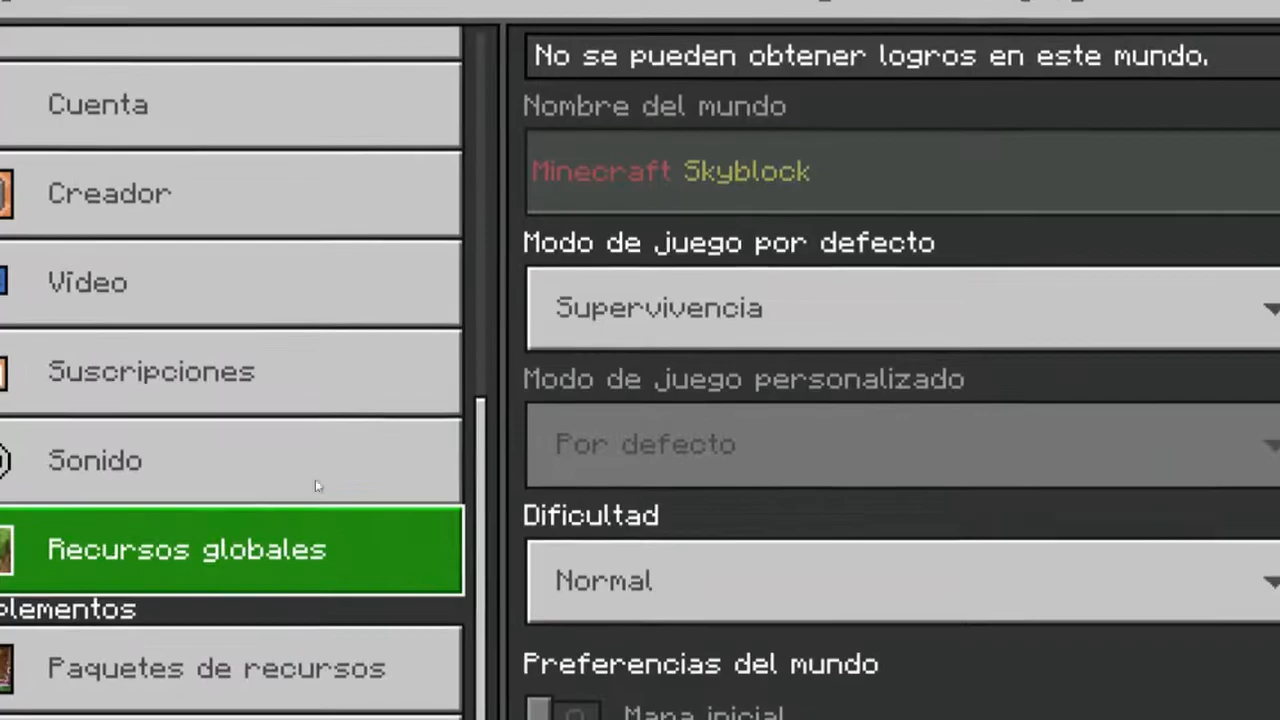 Cuenta
Creador
Vídeo
Suscripciones
Sonido
Recursos globales
plementos
Paquetes de recursos
No se pueden obtener logros en este mundo.
Nombre del mundo
Minecraft Skyblock
Modo de juego por defecto
Supervivencia
Modo de juego personalizado
Por defecto
Dificultad
Normal
Preferencias del mundo
Mapa inicial